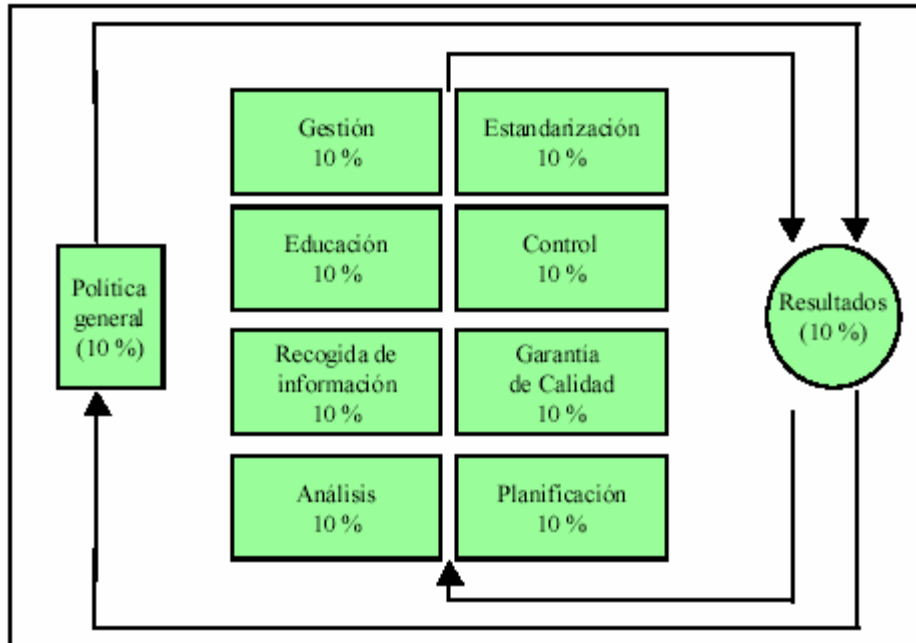 Gestión
10 %
Estandarización
10 %
Educación
10 %
Control
10 %
Política
general
(10 %)
Resultados
(10 %)
Recogida de
información
10 %
Garantía
de Calidad
10 %
Análisis
10 %
Planificación
10 %